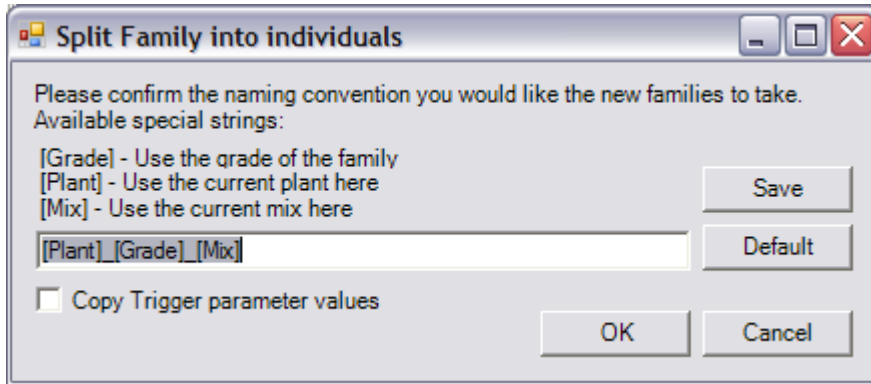 Split Family into individuals
Please confirm the naming convention you would like the new families to take.
Available special strings:
[Grade] - Use the grade of the family
[Plant] - Use the current plant here
[Mix] - Use the current mix here
Save
[Plant]_[Grade]_[Mix]
Default
Copy Trigger parameter values
OK
Cancel